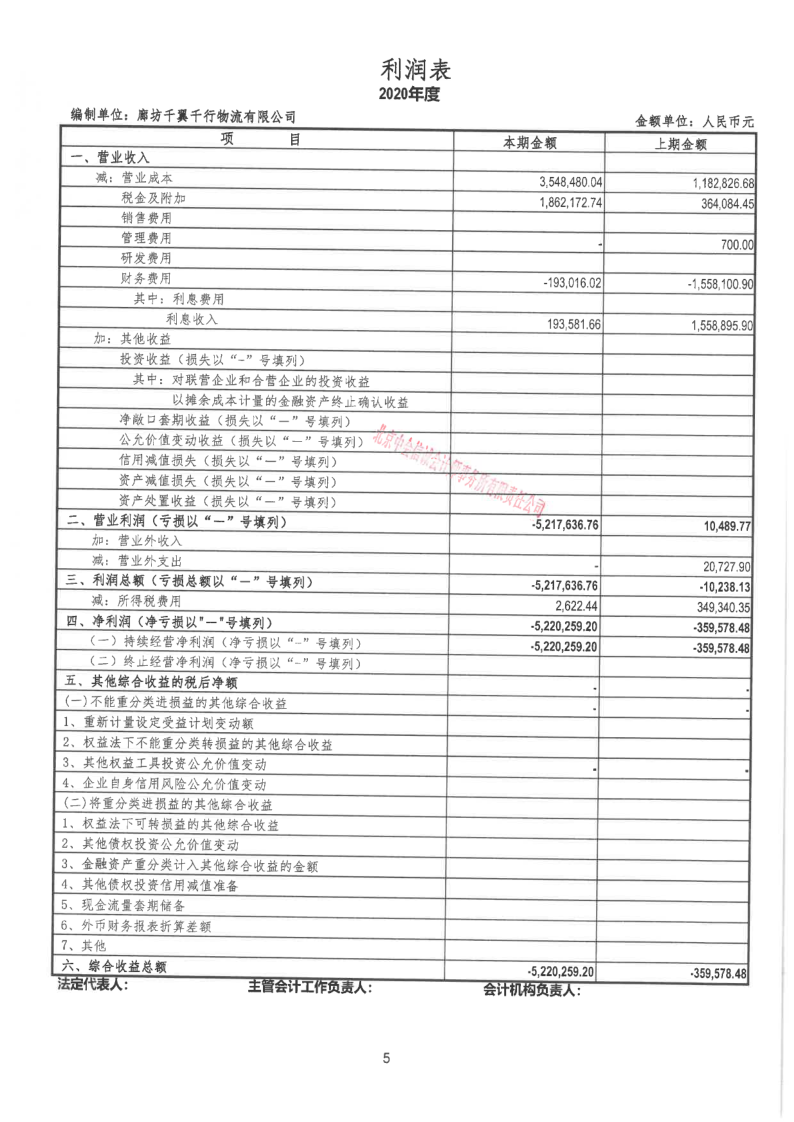 利润表
2020年度
编制单位：廊坊千翼千行物流有限公司 金额单位：人民币元
项 目 本期金额 上期金额
一、营业收入
减：营业成本 3,548,480.04 1,182,826.68
税金及附加 1,862,172.74 364,084.45
销售费用
管理费用 - 700.00
研发费用
财务费用 -193,016.02 -1,558,100.90
其中：利息费用
利息收入 193,581.66 1,558,895.90
加：其他收益
投资收益（损失以“-”号填列）
其中：对联营企业和合营企业的投资收益
以摊余成本计量的金融资产终止确认收益
净敞口套期收益（损失以“—”号填列）
公允价值变动收益（损失以“—”号填列）
信用减值损失（损失以“—”号填列）
资产减值损失（损失以“—”号填列）
资产处置收益（损失以“—”号填列）
二、营业利润（亏损以“—”号填列） -5,217,636.76 10,489.77
加：营业外收入
减：营业外支出 - 20,727.90
三、利润总额（亏损总额以“—”号填列） -5,217,636.76 -10,238.13
减：所得税费用 2,622.44 349,340.35
四、净利润（净亏损以"—"号填列） -5,220,259.20 -359,578.48
（一）持续经营净利润（净亏损以“-”号填列） -5,220,259.20 -359,578.48
（二）终止经营净利润（净亏损以“-”号填列）
五、其他综合收益的税后净额 - -
(一)不能重分类进损益的其他综合收益 - -
1、重新计量设定受益计划变动额
2、权益法下不能重分类转损益的其他综合收益
3、其他权益工具投资公允价值变动 - -
4、企业自身信用风险公允价值变动
(二)将重分类进损益的其他综合收益
1、权益法下可转损益的其他综合收益
2、其他债权投资公允价值变动
3、金融资产重分类计入其他综合收益的金额
4、其他债权投资信用减值准备
5、现金流量套期储备
6、外币财务报表折算差额
7、其他
六、综合收益总额 -5,220,259.20 -359,578.48
法定代表人： 主管会计工作负责人： 会计机构负责人：
5